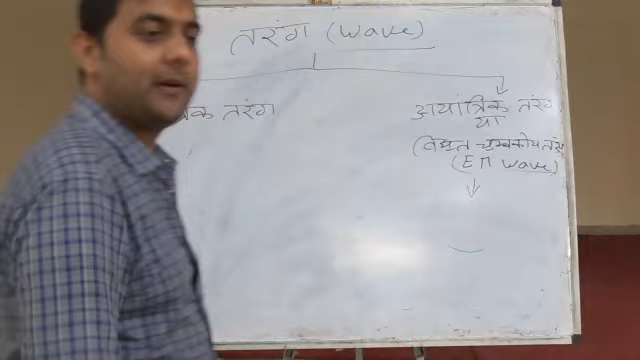 तरंग (wave)
क तरंग
अयांत्रिक तरंग
या
विद्युत चुम्बकीय तरंग
(EM wave)